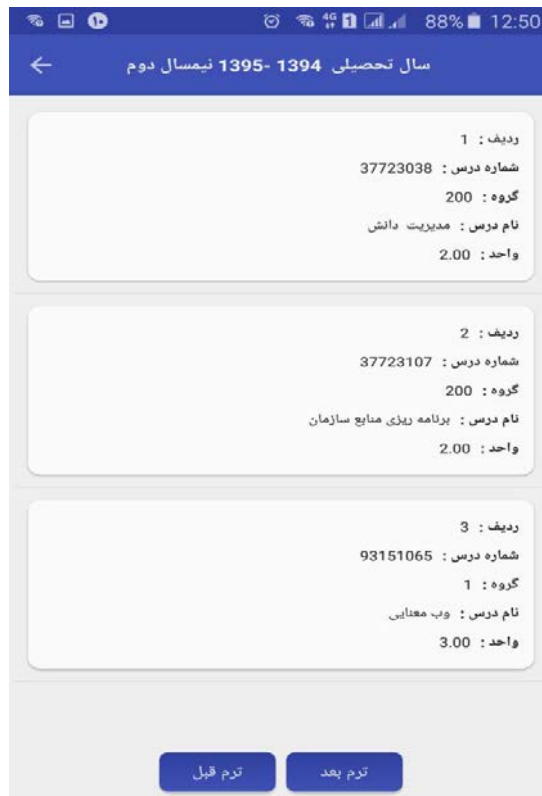 88% 12:50
سال تحصیلی 1394 -1395 نیمسال دوم
ردیف : 1
شماره درس : 37723038
گروه : 200
نام درس : مدیریت دانش
واحد : 2.00
ردیف : 2
شماره درس : 37723107
گروه : 200
نام درس : برنامه ریزی منابع سازمان
واحد : 2.00
ردیف : 3
شماره درس : 93151065
گروه : 1
نام درس : وب معنایی
واحد : 3.00
ترم بعد ترم قبل